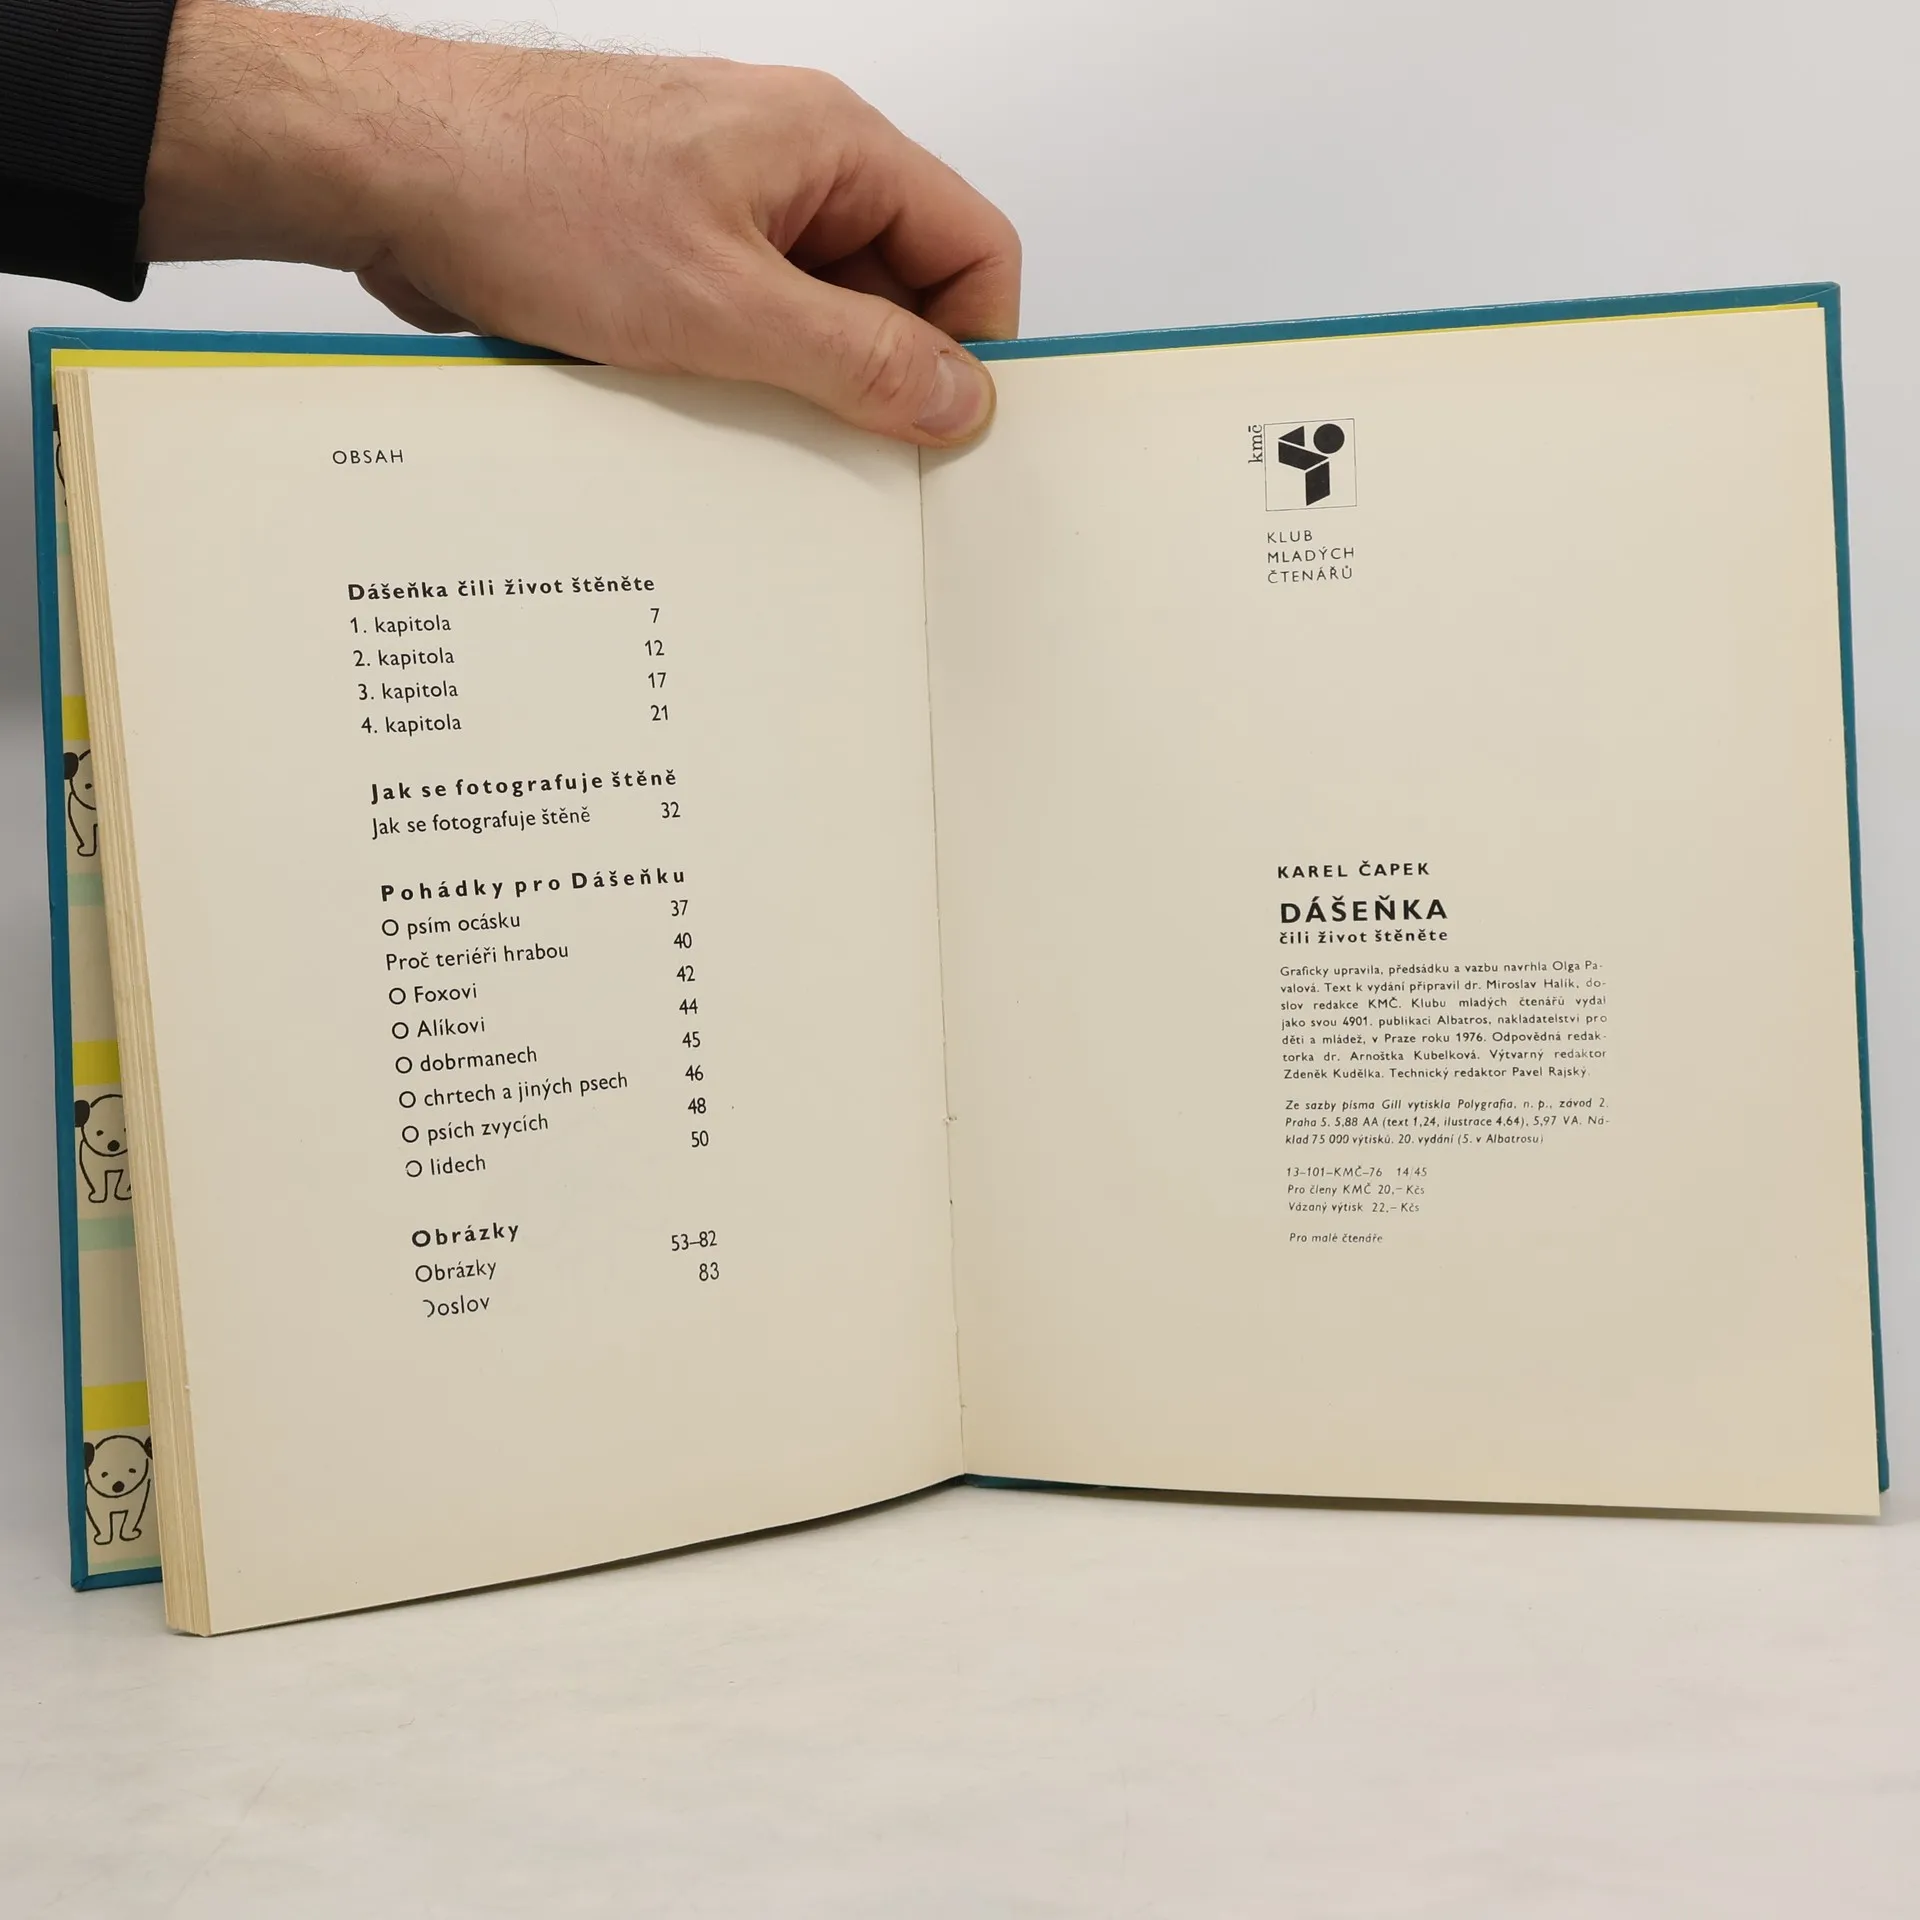 OBSAH
Dášeňka čili život štěněte
1. kapitola 7
2. kapitola 12
3. kapitola 17
4. kapitola 21
Jak se fotografuje štěně
Jak se fotografuje štěně 32
Pohádky pro Dášeňku
O psím ocásku 37
Proč teriéři hrabou 40
O Foxovi 42
O Alíkovi 44
O dobrmanech 45
O chrtech a jiných psech 46
O psích zvycích 48
O lidech 50
Obrázky
Obrázky 53–82
Doslov 83
kmč
KLUB
MLADÝCH
ČTENÁŘŮ
KAREL ČAPEK
DÁŠEŇKA
čili život štěněte
Graficky upravila, předsádku a vazbu navrhla Olga Pa-
valová. Text k vydání připravil dr. Miroslav Halík, do-
slov redakce KMČ. Klubu mladých čtenářů vydal
jako svou 4901. publikaci Albatros, nakladatelství pro
děti a mládež, v Praze roku 1976. Odpovědná redak-
torka dr. Arnoštka Kubelková. Výtvarný redaktor
Zdeněk Kudělka. Technický redaktor Pavel Rajský.
Ze sazby písma Gill vytiskla Polygrafia, n. p., závod 2,
Praha 5. 5,88 AA (text 1,24, ilustrace 4,64), 5,97 VA. Ná-
klad 75 000 výtisků. 20. vydání (5. v Albatrosu)
13–101–KMČ–76 14/45
Pro členy KMČ 20,– Kčs
Vázaný výtisk 22,– Kčs
Pro malé čtenáře